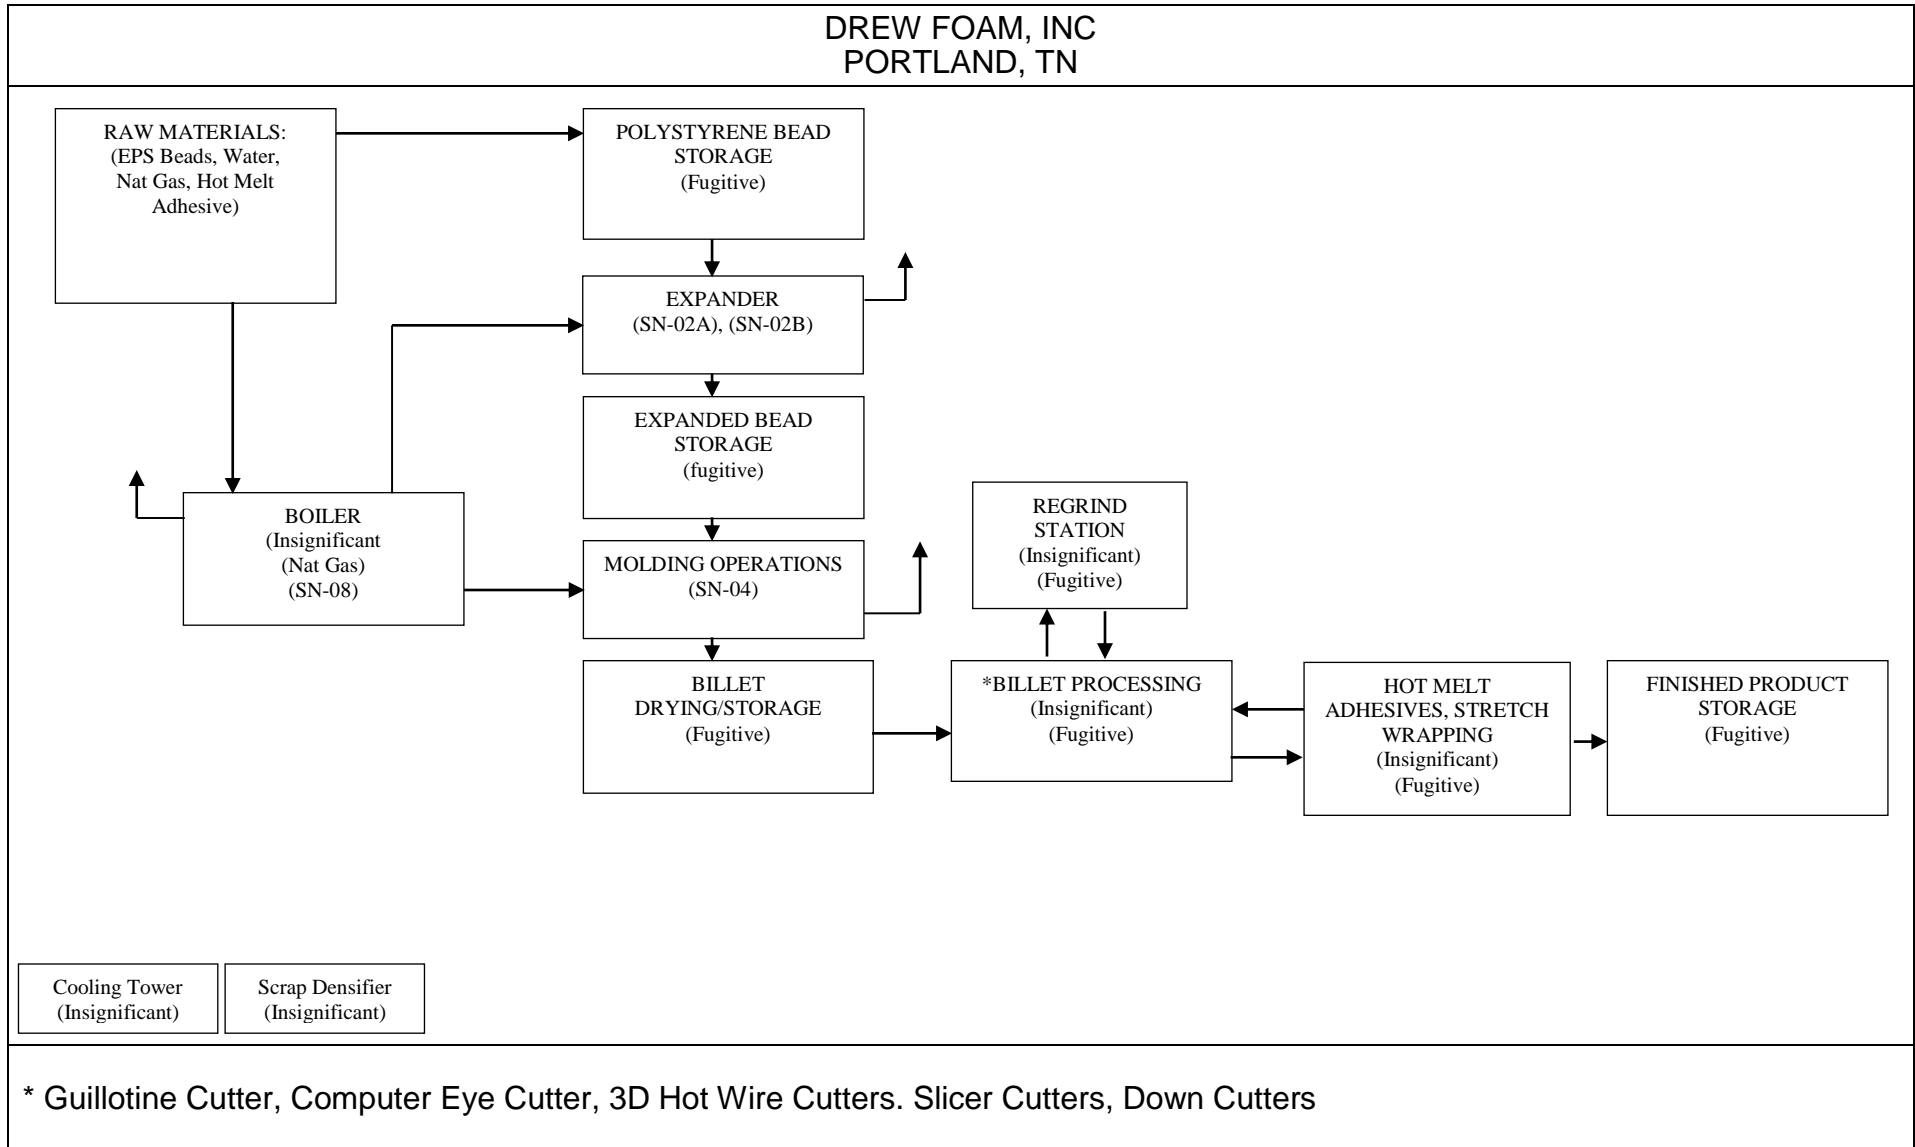 DREW FOAM, INC
PORTLAND, TN
RAW MATERIALS:
(EPS Beads, Water,
Nat Gas, Hot Melt
Adhesive)
POLYSTYRENE BEAD
STORAGE
(Fugitive)
EXPANDER
(SN-02A), (SN-02B)
EXPANDED BEAD
STORAGE
(fugitive)
BOILER
(Insignificant
(Nat Gas)
(SN-08)
MOLDING OPERATIONS
(SN-04)
REGRIND
STATION
(Insignificant)
(Fugitive)
BILLET
DRYING/STORAGE
(Fugitive)
*BILLET PROCESSING
(Insignificant)
(Fugitive)
HOT MELT
ADHESIVES, STRETCH
WRAPPING
(Insignificant)
(Fugitive)
FINISHED PRODUCT
STORAGE
(Fugitive)
Cooling Tower
(Insignificant)
Scrap Densifier
(Insignificant)
* Guillotine Cutter, Computer Eye Cutter, 3D Hot Wire Cutters. Slicer Cutters, Down Cutters